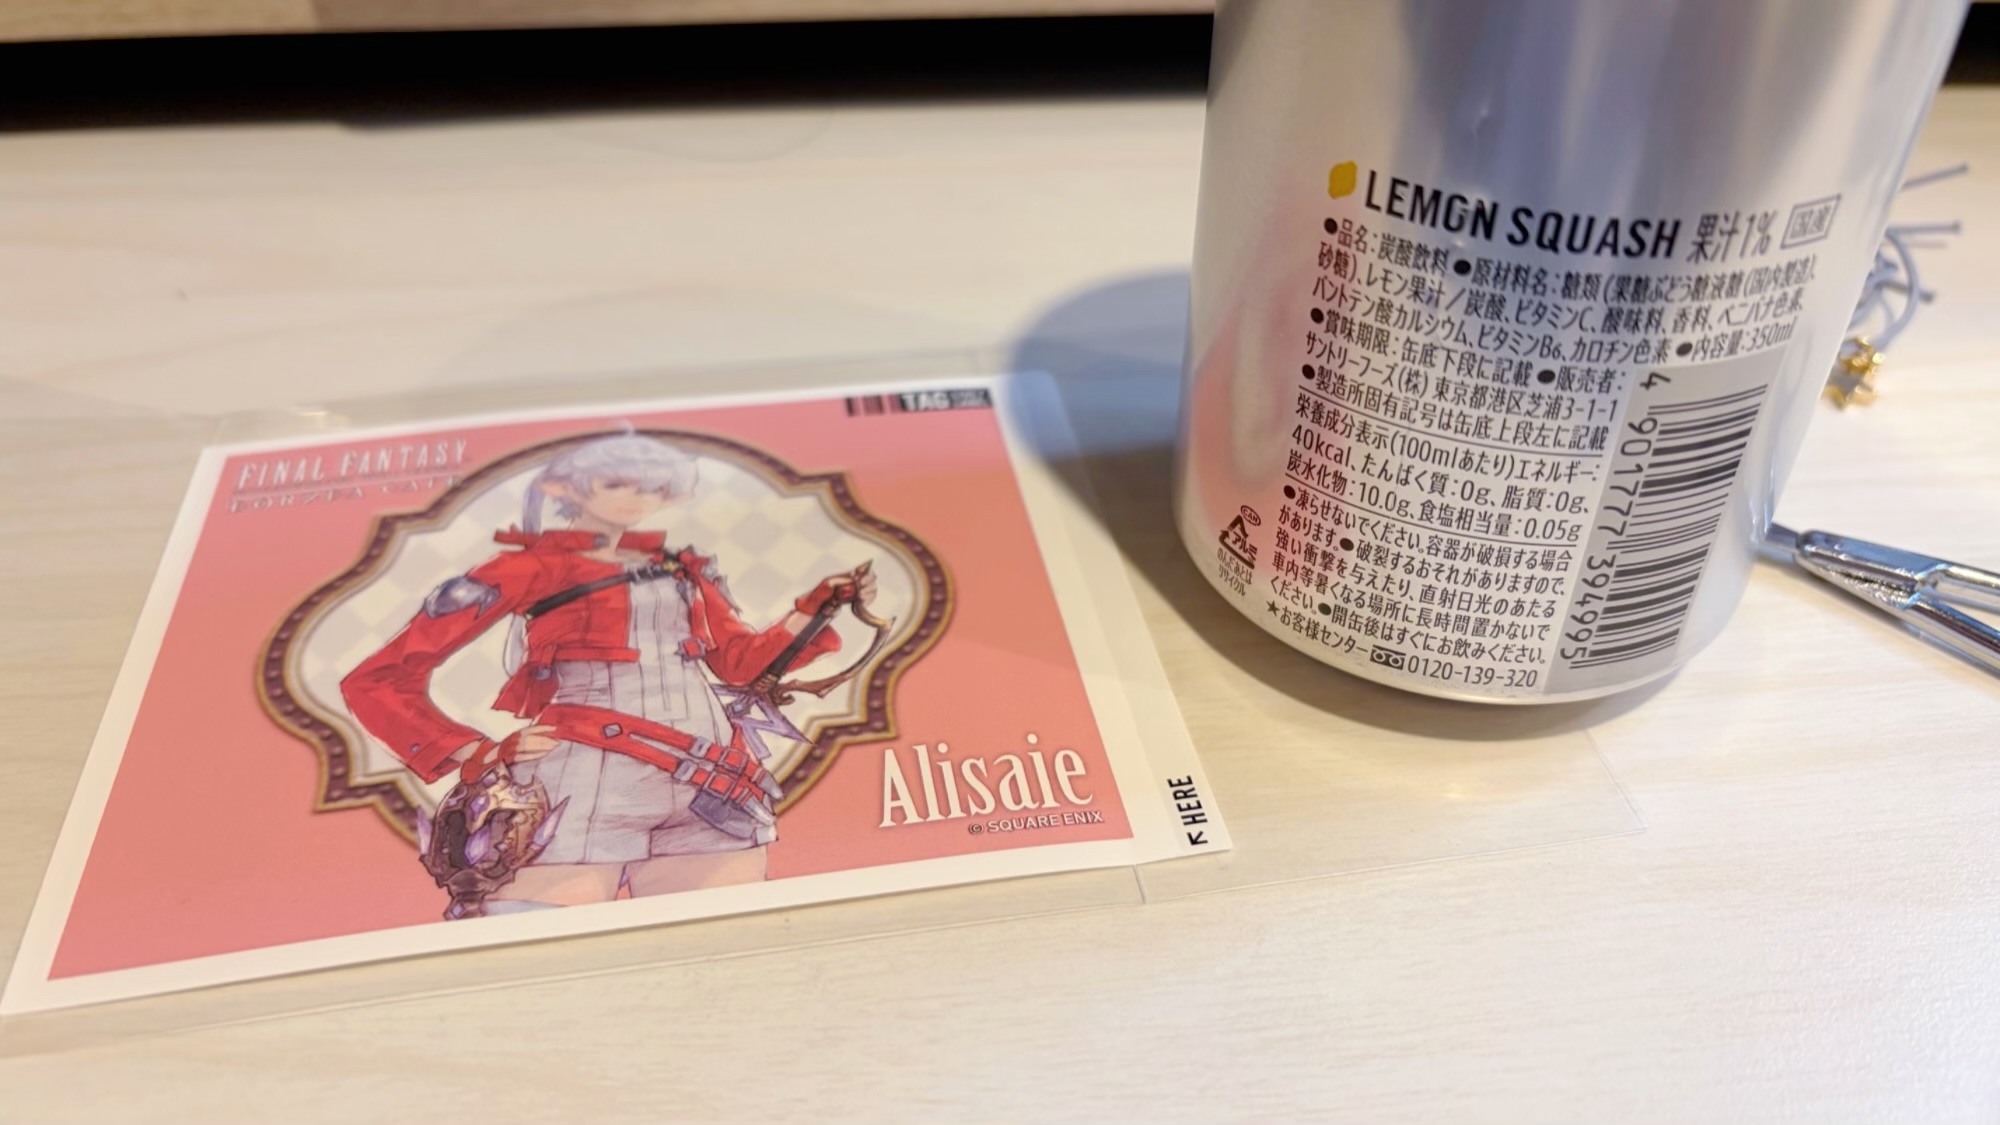 FINAL FANTASY
EORZEA CAFE
TAG
Alisaie
© SQUARE ENIX
HERE
LEMON SQUASH 果汁1% 国産
●品名：炭酸飲料 ●原材料名：糖類（果糖ぶどう糖液糖（国内製造）、
砂糖）、レモン果汁／炭酸、ビタミンC、酸味料、香料、ベニバナ色素、
パントテン酸カルシウム、ビタミンB6、カロチン色素 ●内容量：350ml
●賞味期限：缶底下段に記載 ●販売者：
サントリーフーズ（株）東京都港区芝浦3-1-1
●製造所固有記号は缶底上段左に記載
栄養成分表示（100mlあたり）エネルギー：
40kcal、たんぱく質：0g、脂質：0g、
炭水化物：10.0g、食塩相当量：0.05g
●凍らせないでください。容器が破損する場合
があります。●破裂するおそれがありますので、
強い衝撃を与えたり、直射日光のあたる
車内等暑くなる場所に長時間置かないで
ください。●開缶後はすぐにお飲みください。
★お客様センター 0120-139-320
CAN
アルミ
のんだあとは
リサイクル
4 901777 394995